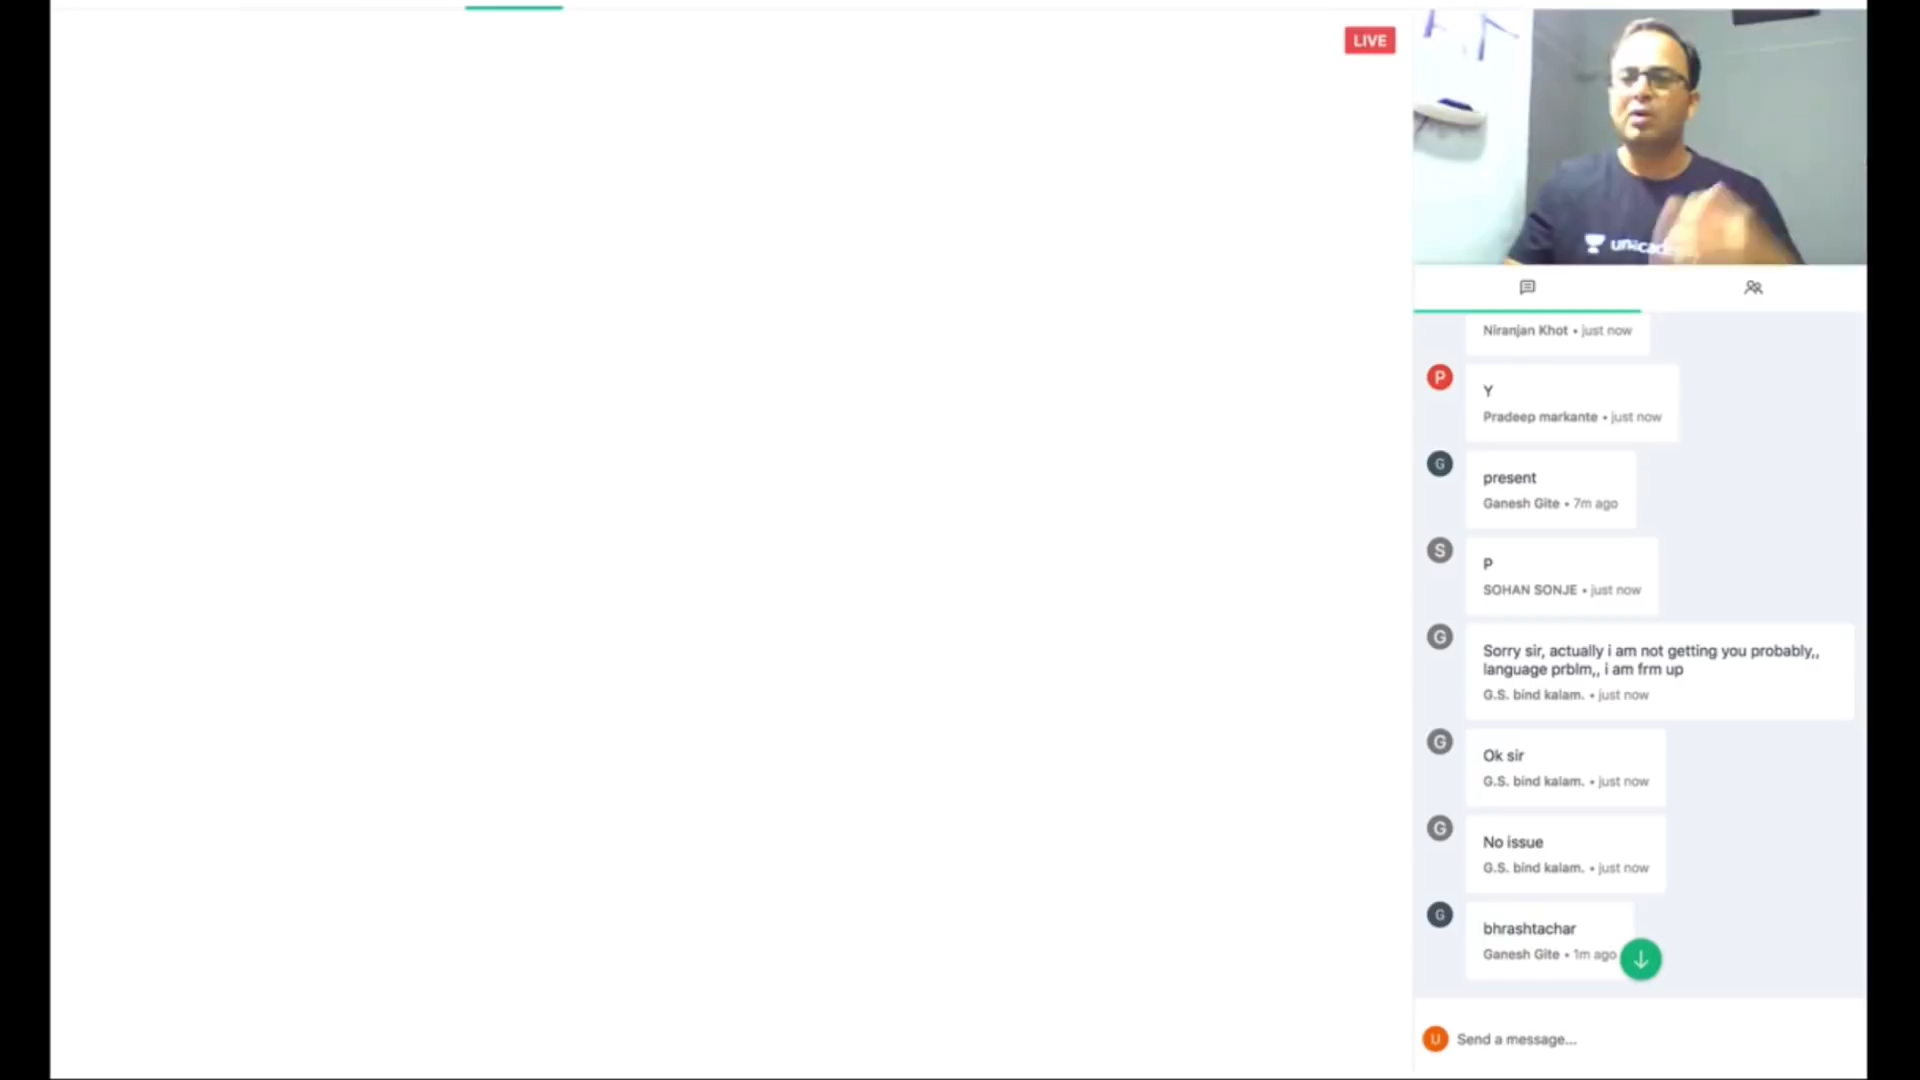 LIVE
Niranjan Khot • just now
P
Y
Pradeep markante • just now
G
present
Ganesh Gite • 7m ago
S
P
SOHAN SONJE • just now
G
Sorry sir, actually i am not getting you probably,,
language prblm,, i am frm up
G.S. bind kalam. • just now
G
Ok sir
G.S. bind kalam. • just now
G
No issue
G.S. bind kalam. • just now
G
bhrashtachar
Ganesh Gite • 1m ago
U
Send a message...